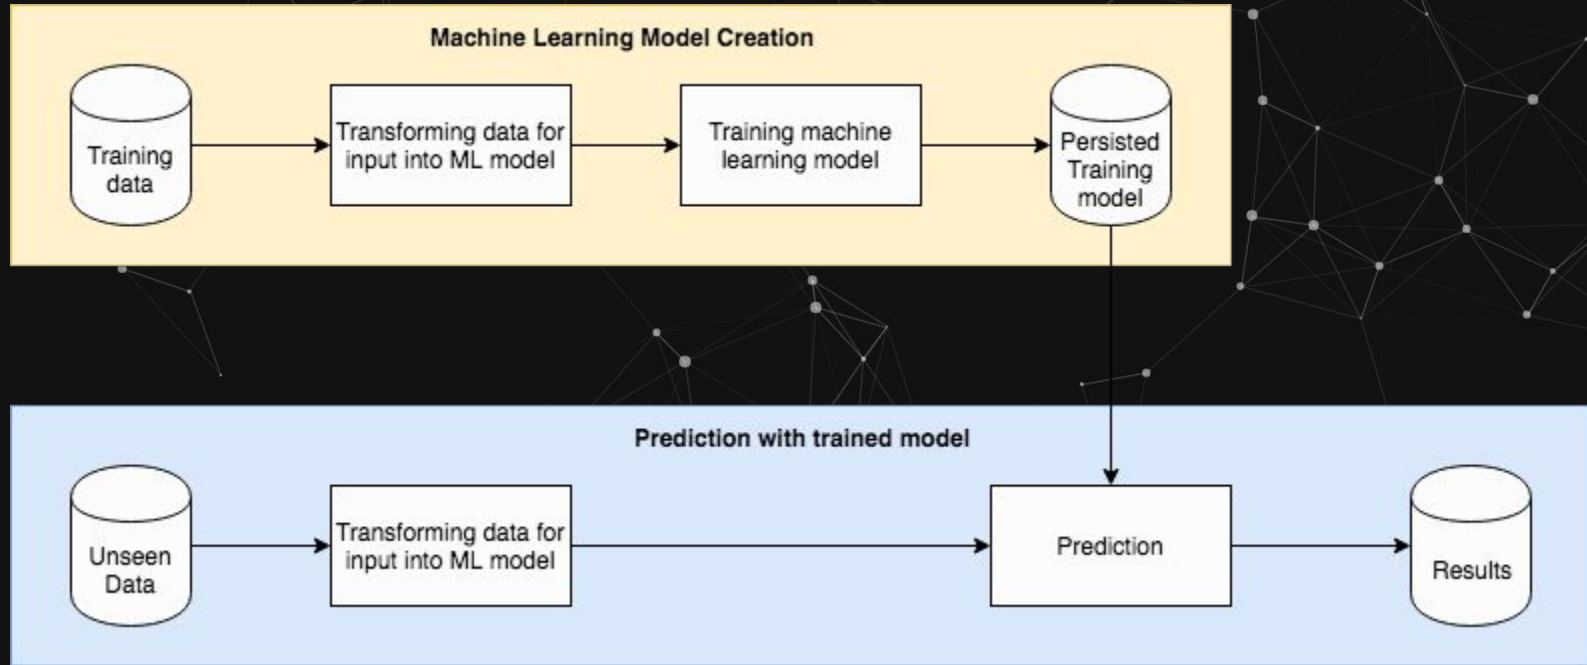 Machine Learning Model Creation
Training
data
Transforming data for
input into ML model
Training machine
learning model
Persisted
Training
model
Prediction with trained model
Unseen
Data
Transforming data for
input into ML model
Prediction
Results